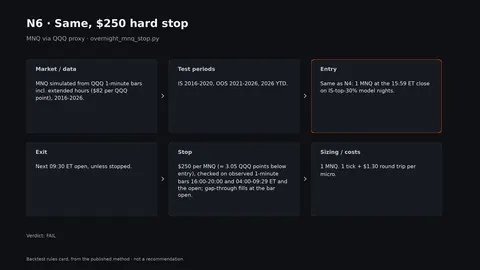 N6 · Same, $250 hard stop
MNQ via QQQ proxy · overnight_mnq_stop.py
Market / data
MNQ simulated from QQQ 1-minute bars
incl. extended hours ($82 per QQQ
point), 2016-2026.
Test periods
IS 2016-2020, OOS 2021-2026, 2026 YTD.
Entry
Same as N4: 1 MNQ at the 15:59 ET close
on IS-top-30% model nights.
Exit
Next 09:30 ET open, unless stopped.
Stop
$250 per MNQ (= 3.05 QQQ points below
entry), checked on observed 1-minute
bars 16:00-20:00 and 04:00-09:29 ET and
the open; gap-through fills at the bar
open.
Sizing / costs
1 MNQ. 1 tick + $1.30 round trip per
micro.
Verdict: FAIL
Backtest rules card, from the published method · not a recommendation.